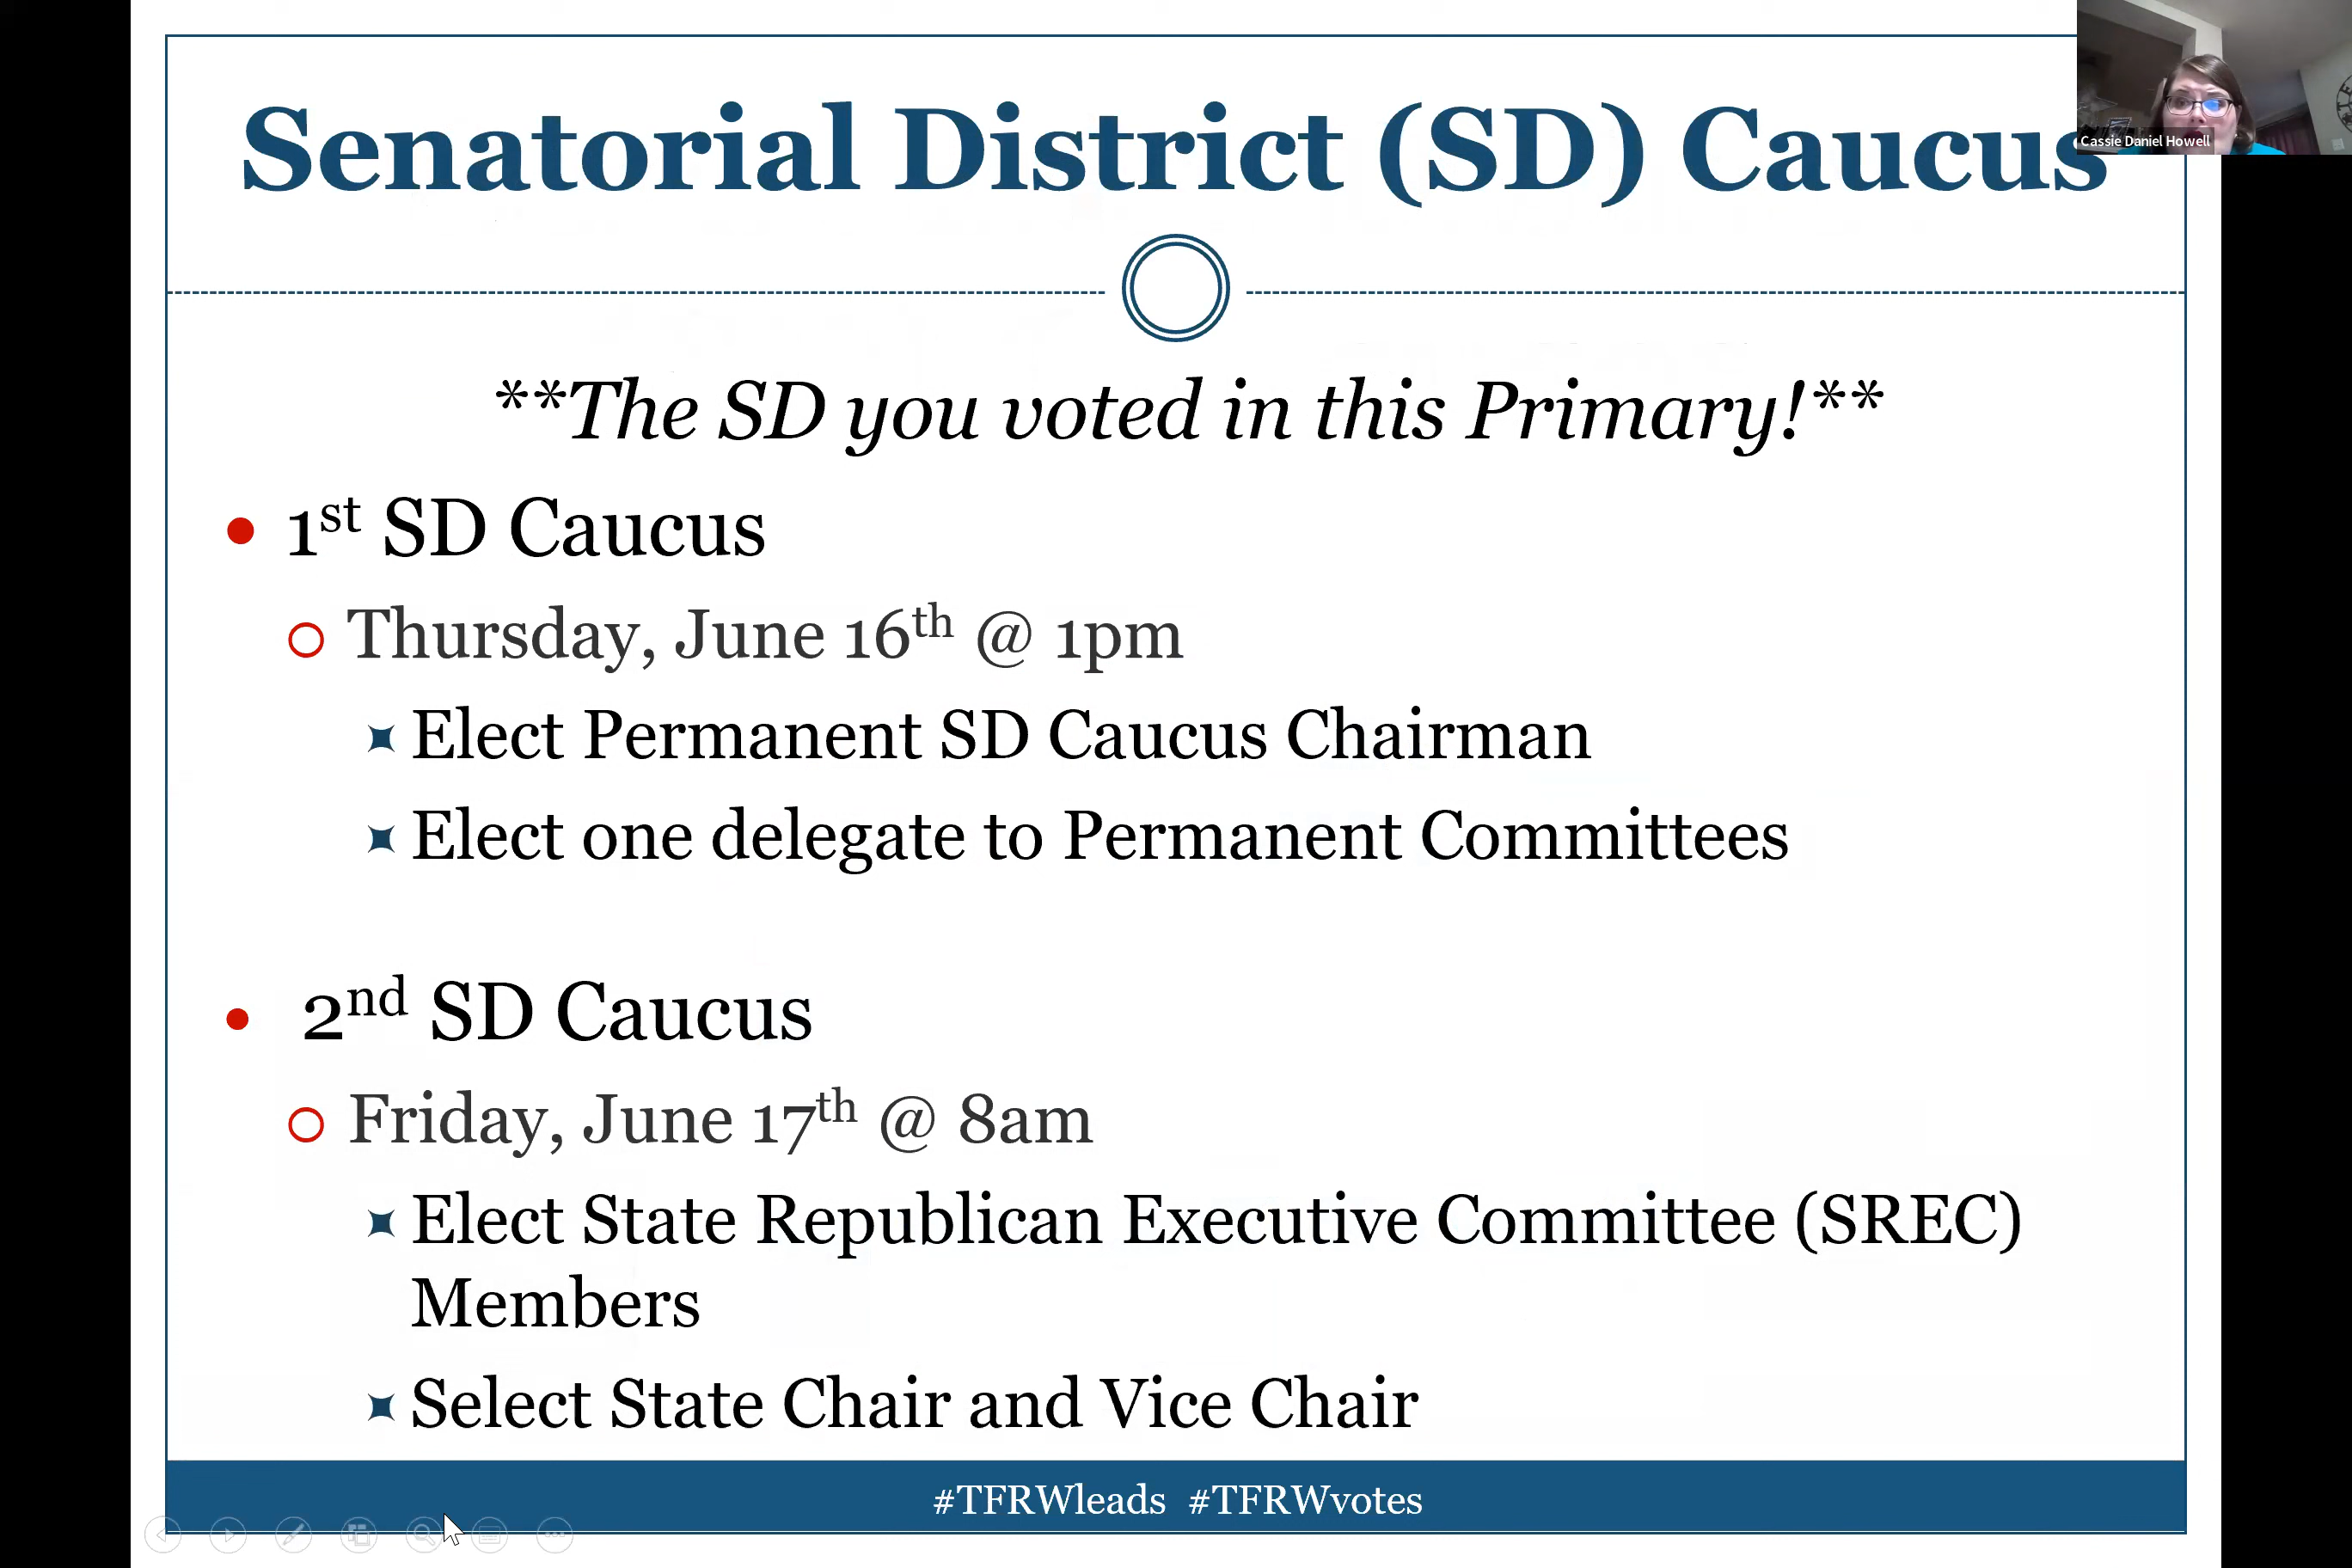 Senatorial District (SD) Caucus
Cassie Daniel Howell
**The SD you voted in this Primary!**
1st SD Caucus
Thursday, June 16th @ 1pm
Elect Permanent SD Caucus Chairman
Elect one delegate to Permanent Committees
2nd SD Caucus
Friday, June 17th @ 8am
Elect State Republican Executive Committee (SREC)
Members
Select State Chair and Vice Chair
#TFRWleads #TFRWvotes